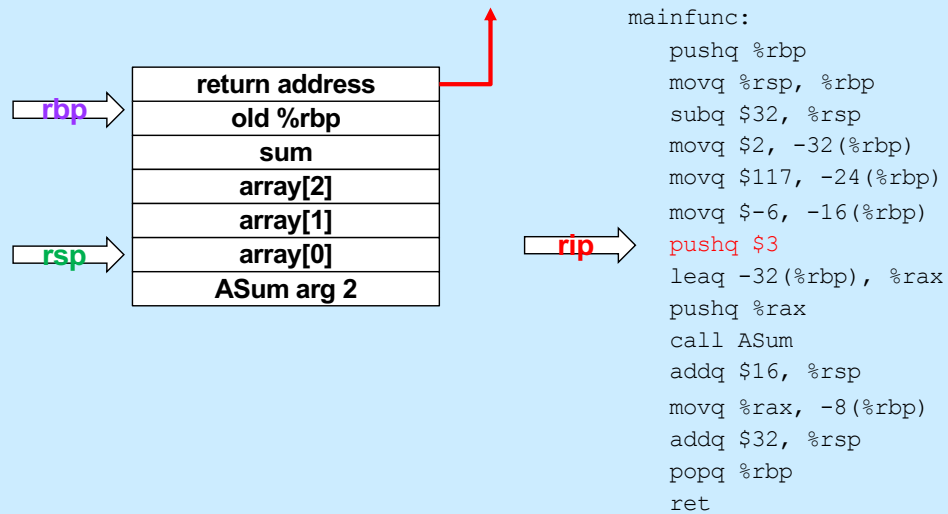 return address
rbp
old %rbp
sum
array[2]
array[1]
rsp
array[0]
ASum arg 2
rip
mainfunc:
pushq %rbp
movq %rsp, %rbp
subq $32, %rsp
movq $2, -32(%rbp)
movq $117, -24(%rbp)
movq $-6, -16(%rbp)
pushq $3
leaq -32(%rbp), %rax
pushq %rax
call ASum
addq $16, %rsp
movq %rax, -8(%rbp)
addq $32, %rsp
popq %rbp
ret